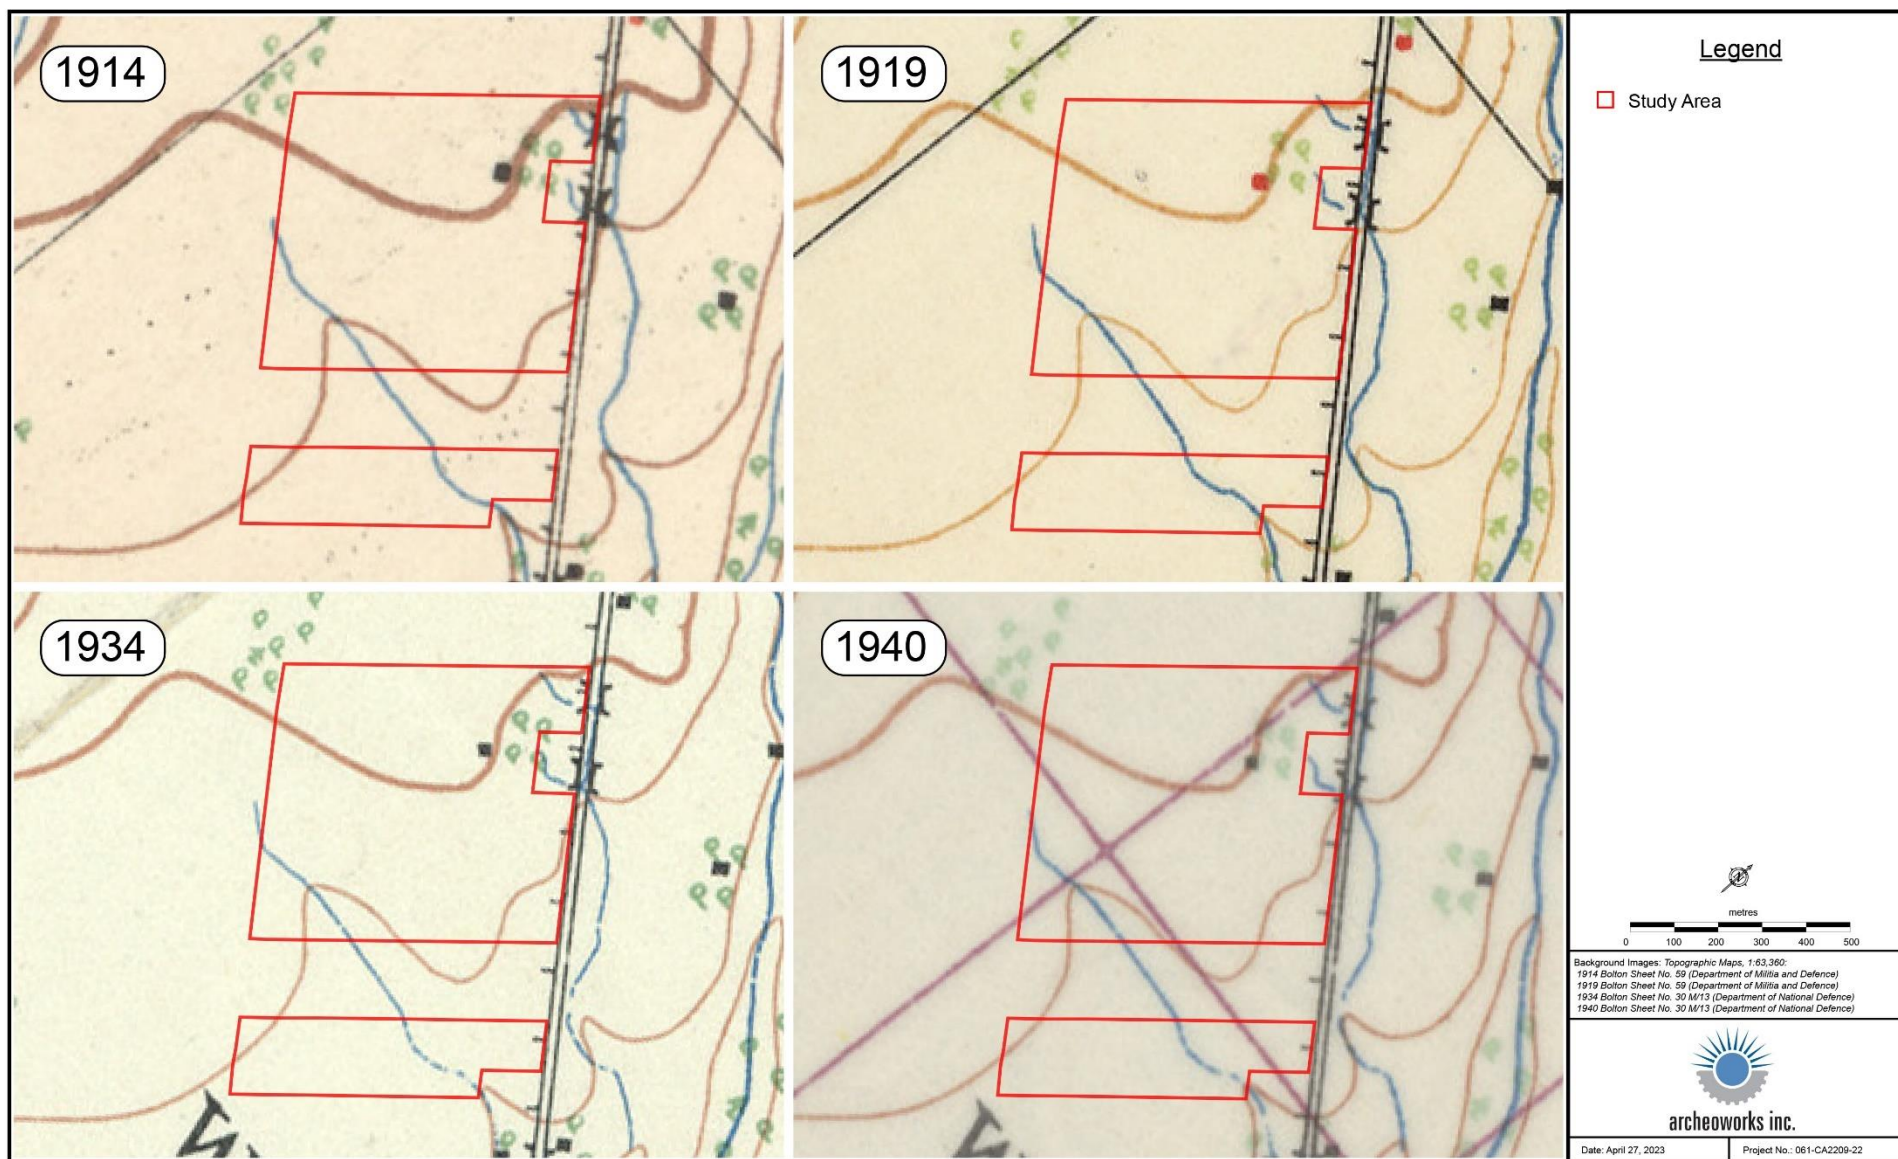 1914
1919
1934
1940
W
W
Legend
Study Area
N
metres
0 100 200 300 400 500
Background Images: Topographic Maps, 1:63,360:
1914 Bolton Sheet No. 59 (Department of Militia and Defence)
1919 Bolton Sheet No. 59 (Department of Militia and Defence)
1934 Bolton Sheet No. 30 M/13 (Department of National Defence)
1940 Bolton Sheet No. 30 M/13 (Department of National Defence)
archeoworks inc.
Date: April 27, 2023
Project No.: 061-CA2209-22